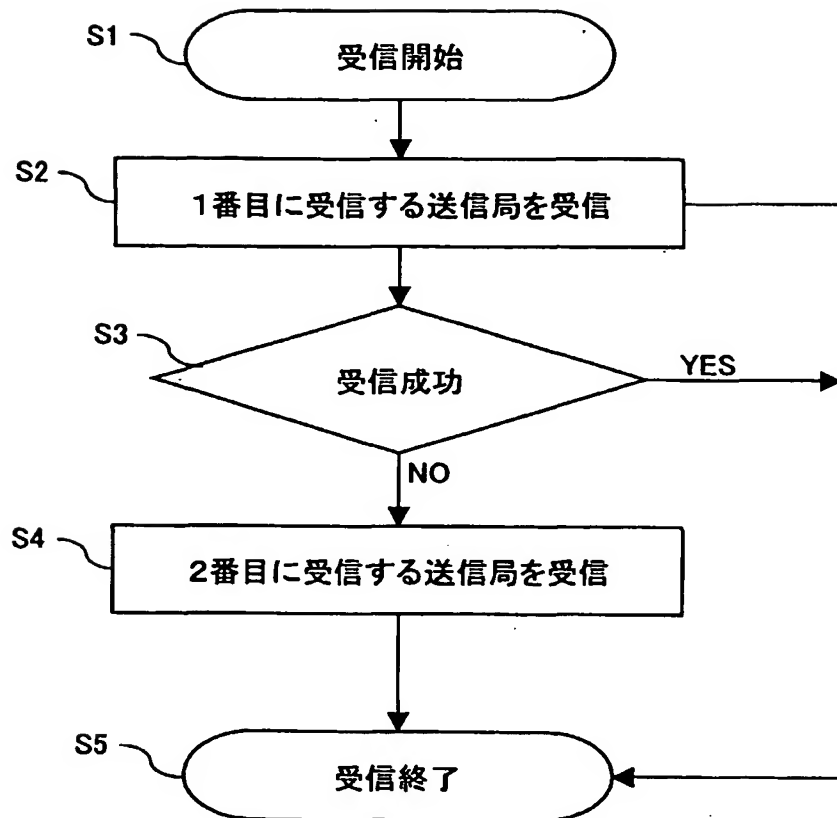 S1
受信開始
S2
1番目に受信する送信局を受信
S3
受信成功
YES
NO
S4
2番目に受信する送信局を受信
S5
受信終了